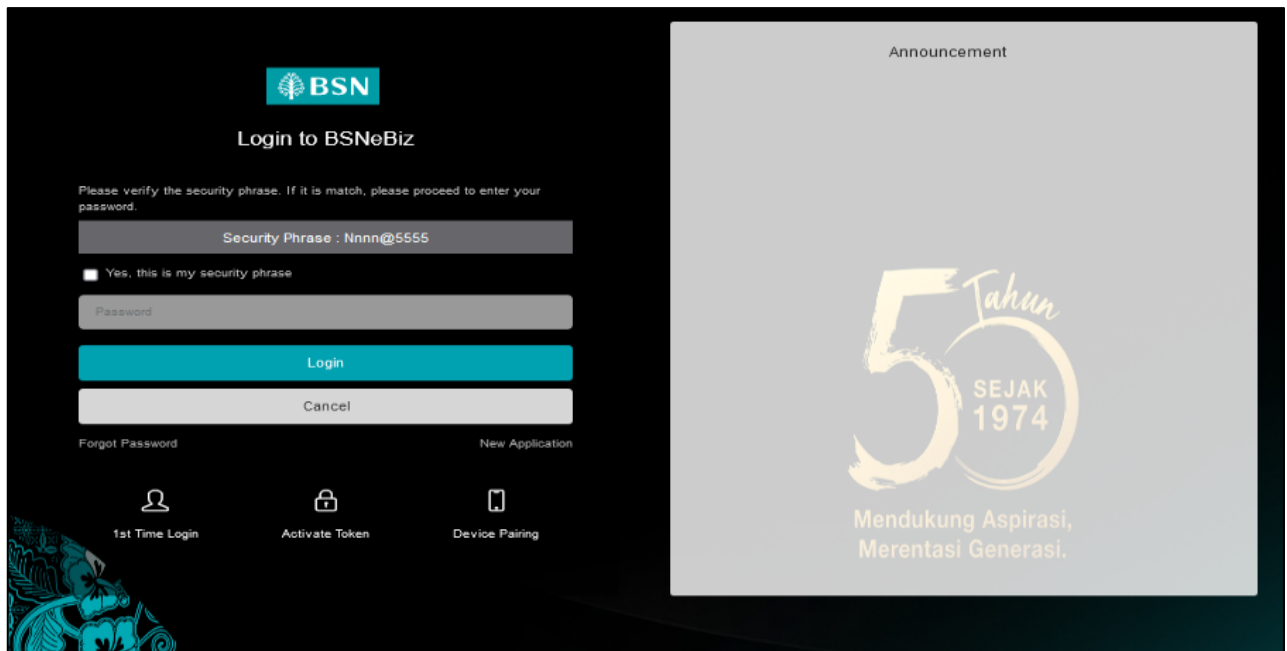 BSN
Login to BSNeBiz
Please verify the security phrase. If it is match, please proceed to enter your
password.
Security Phrase : Nnnn@5555
Yes, this is my security phrase
Password
Login
Cancel
Forgot Password
New Application
1st Time Login
Activate Token
Device Pairing
Announcement
50 Tahun
SEJAK
1974
Mendukung Aspirasi,
Merentasi Generasi.